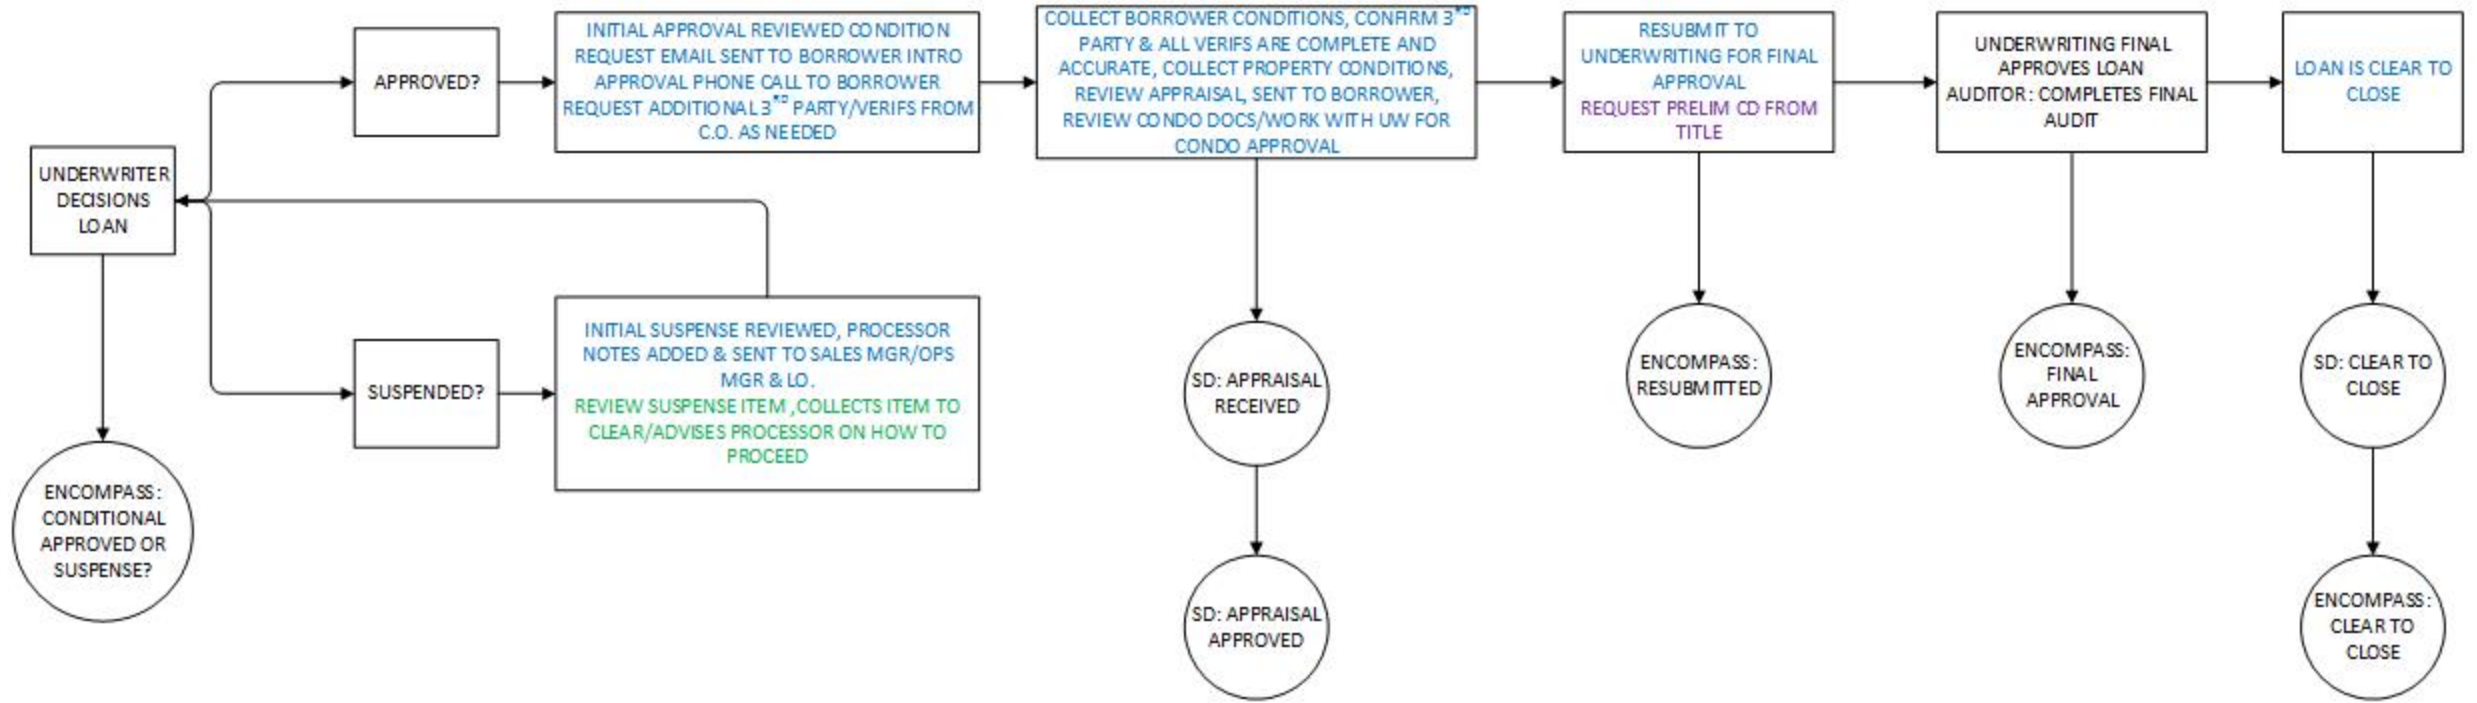 UNDERWRITER
DECISIONS
LOAN
ENCOMPASS:
CONDITIONAL
APPROVED OR
SUSPENSE?
APPROVED?
SUSPENDED?
INITIAL APPROVAL REVIEWED CONDITION
REQUEST EMAIL SENT TO BORROWER INTRO
APPROVAL PHONE CALL TO BORROWER
REQUEST ADDITIONAL 3RD PARTY/VERIFS FROM
C.O. AS NEEDED
INITIAL SUSPENSE REVIEWED, PROCESSOR
NOTES ADDED & SENT TO SALES MGR/OPS
MGR & LO.
REVIEW SUSPENSE ITEM ,COLLECTS ITEM TO
CLEAR/ADVISES PROCESSOR ON HOW TO
PROCEED
COLLECT BORROWER CONDITIONS, CONFIRM 3RD
PARTY & ALL VERIFS ARE COMPLETE AND
ACCURATE, COLLECT PROPERTY CONDITIONS,
REVIEW APPRAISAL, SENT TO BORROWER,
REVIEW CONDO DOCS/WORK WITH UW FOR
CONDO APPROVAL
SD: APPRAISAL
RECEIVED
SD: APPRAISAL
APPROVED
RESUBMIT TO
UNDERWRITING FOR FINAL
APPROVAL
REQUEST PRELIM CD FROM
TITLE
ENCOMPASS:
RESUBMITTED
UNDERWRITING FINAL
APPROVES LOAN
AUDITOR: COMPLETES FINAL
AUDIT
ENCOMPASS:
FINAL
APPROVAL
LOAN IS CLEAR TO
CLOSE
SD: CLEAR TO
CLOSE
ENCOMPASS:
CLEAR TO
CLOSE